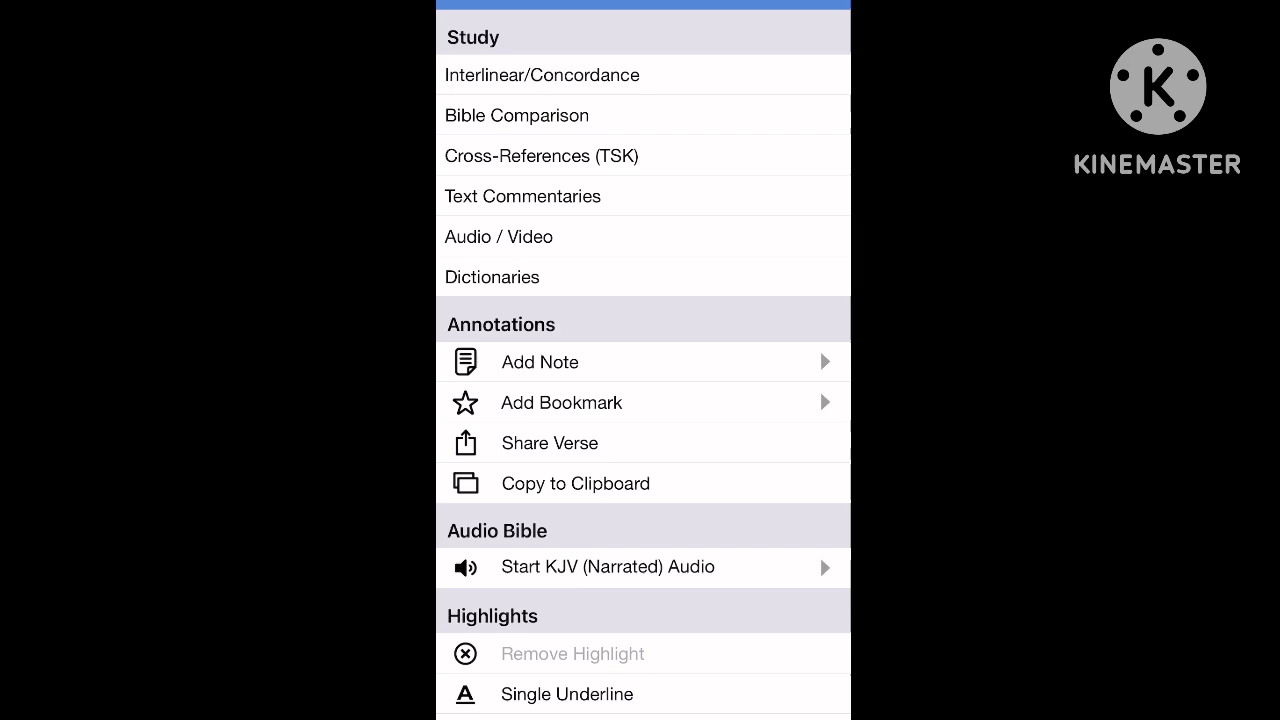 Study
Interlinear/Concordance
Bible Comparison
Cross-References (TSK)
Text Commentaries
Audio / Video
Dictionaries
Annotations
Add Note
Add Bookmark
Share Verse
Copy to Clipboard
Audio Bible
Start KJV (Narrated) Audio
Highlights
Remove Highlight
A Single Underline
K
KINEMASTER